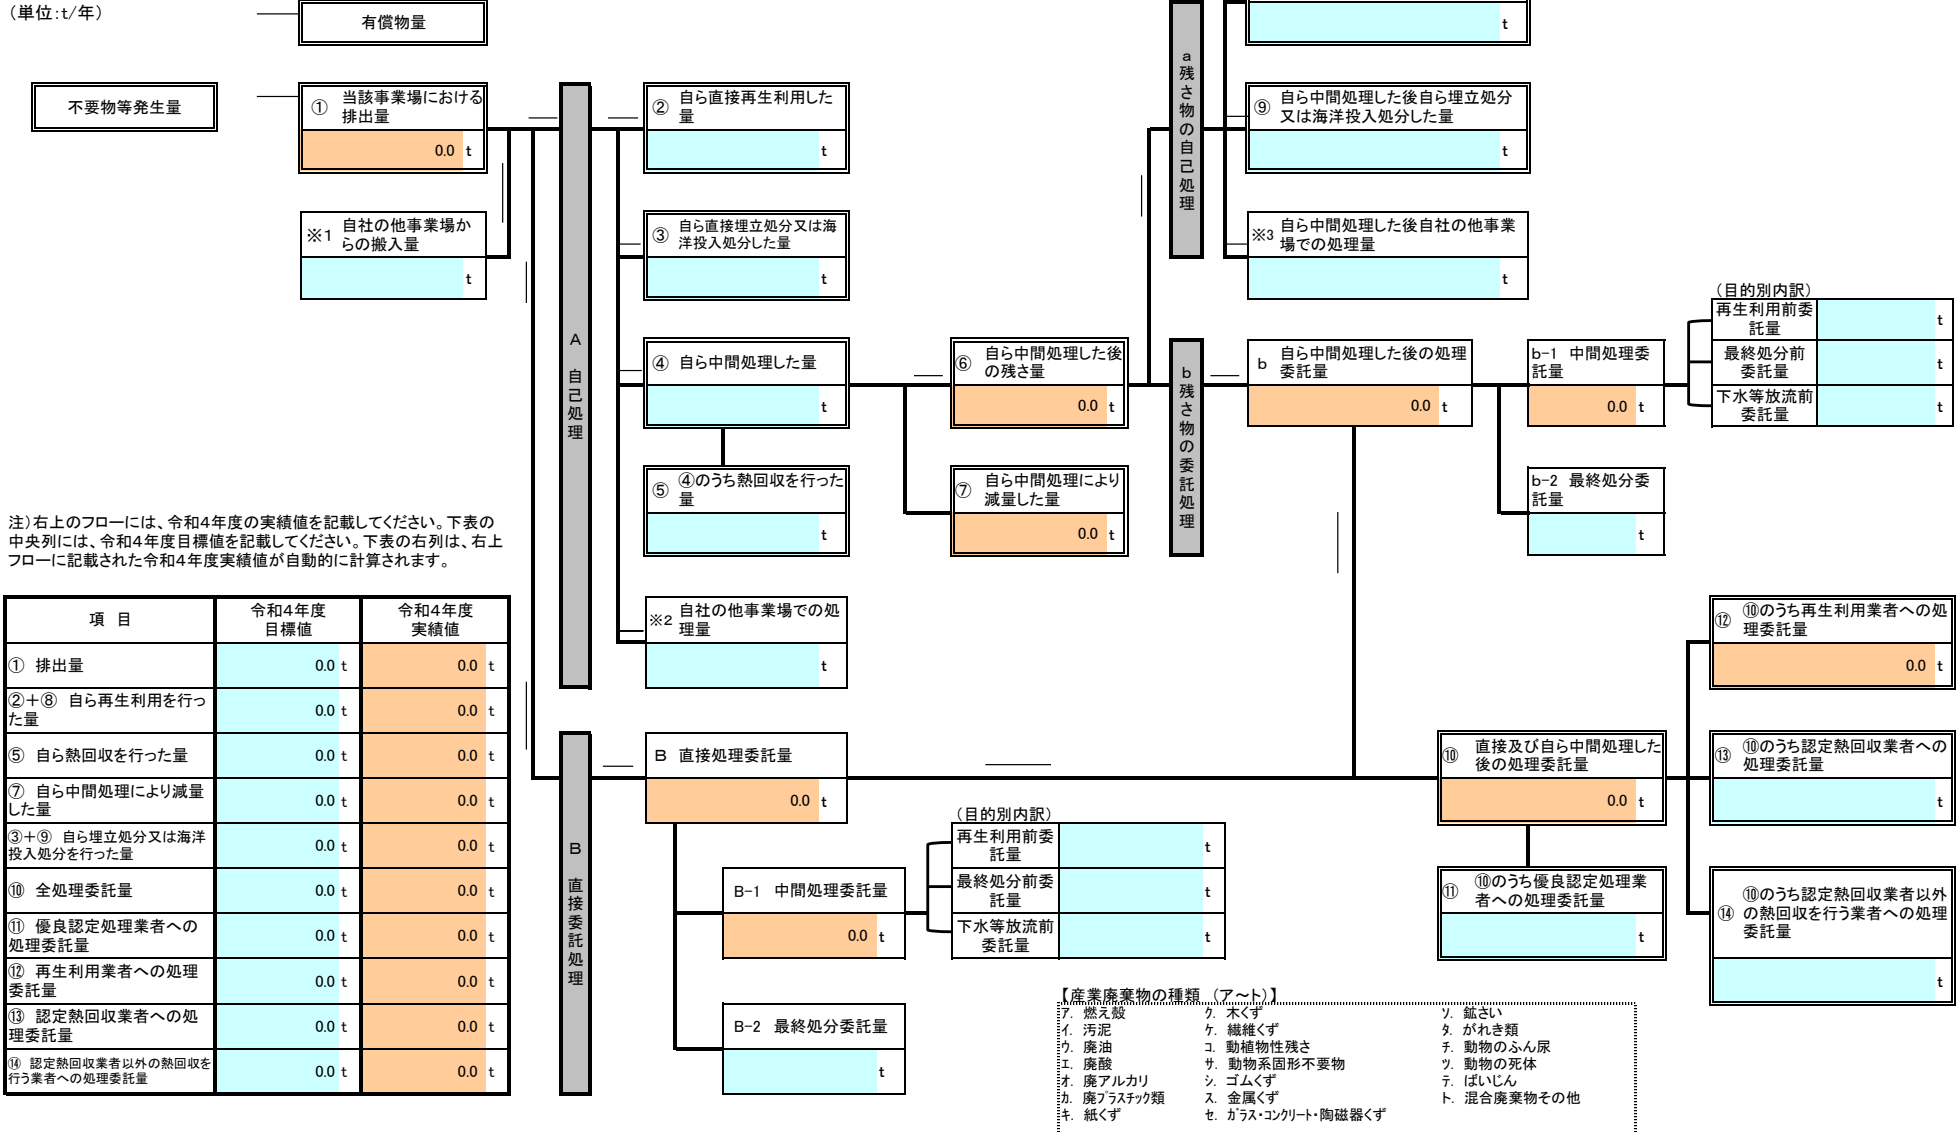 （単位：t/年）
有償物量
不要物等発生量
① 当該事業場における
排出量
0.0 t
※1 自社の他事業場か
らの搬入量
t
A 自己処理
② 自ら直接再生利用した
量
t
③ 自ら直接埋立処分又は海
洋投入処分した量
t
④ 自ら中間処理した量
t
⑤ ④のうち熱回収を行った
量
t
※2 自社の他事業場での処
理量
t
⑥ 自ら中間処理した後
の残さ量
0.0 t
⑦ 自ら中間処理により
減量した量
0.0 t
a 残さ物の自己処理
t
⑨ 自ら中間処理した後自ら埋立処分
又は海洋投入処分した量
t
※3 自ら中間処理した後自社の他事業
場での処理量
t
b 残さ物の委託処理
b 自ら中間処理した後の処理
委託量
0.0 t
b-1 中間処理委
託量
0.0 t
b-2 最終処分委
託量
t
（目的別内訳）
再生利用前委
託量
t
最終処分前
委託量
t
下水等放流前
委託量
t
注）右上のフローには、令和４年度の実績値を記載してください。下表の
中央列には、令和４年度目標値を記載してください。下表の右列は、右上
フローに記載された令和４年度実績値が自動的に計算されます。
項 目
令和４年度
目標値
令和４年度
実績値
① 排出量 0.0 t 0.0 t
②＋⑧ 自ら再生利用を行っ
た量 0.0 t 0.0 t
⑤ 自ら熱回収を行った量 0.0 t 0.0 t
⑦ 自ら中間処理により減量
した量 0.0 t 0.0 t
③＋⑨ 自ら埋立処分又は海洋
投入処分を行った量 0.0 t 0.0 t
⑩ 全処理委託量 0.0 t 0.0 t
⑪ 優良認定処理業者への
処理委託量 0.0 t 0.0 t
⑫ 再生利用業者への処理
委託量 0.0 t 0.0 t
⑬ 認定熱回収業者への処
理委託量 0.0 t 0.0 t
⑭ 認定熱回収業者以外の熱回収を
行う業者への処理委託量 0.0 t 0.0 t
B 直接委託処理
B 直接処理委託量
0.0 t
B-1 中間処理委託量
0.0 t
B-2 最終処分委託量
t
（目的別内訳）
再生利用前委
託量
t
最終処分前委
託量
t
下水等放流前
委託量
t
⑩ 直接及び自ら中間処理した
後の処理委託量
0.0 t
⑪ ⑩のうち優良認定処理業
者への処理委託量
t
⑫ ⑩のうち再生利用業者への処
理委託量
0.0 t
⑬ ⑩のうち認定熱回収業者への
処理委託量
t
⑭ ⑩のうち認定熱回収業者以外
の熱回収を行う業者への処理
委託量
t
【産業廃棄物の種類 （ア～ト）】
ア. 燃え殻 ク. 木くず ソ. 鉱さい
イ. 汚泥 ケ. 繊維くず タ. がれき類
ウ. 廃油 コ. 動植物性残さ チ. 動物のふん尿
エ. 廃酸 サ. 動物系固形不要物 ツ. 動物の死体
オ. 廃アルカリ シ. ゴムくず テ. ばいじん
カ. 廃プラスチック類 ス. 金属くず ト. 混合廃棄物その他
キ. 紙くず セ. ガラス・コンクリート・陶磁器くず